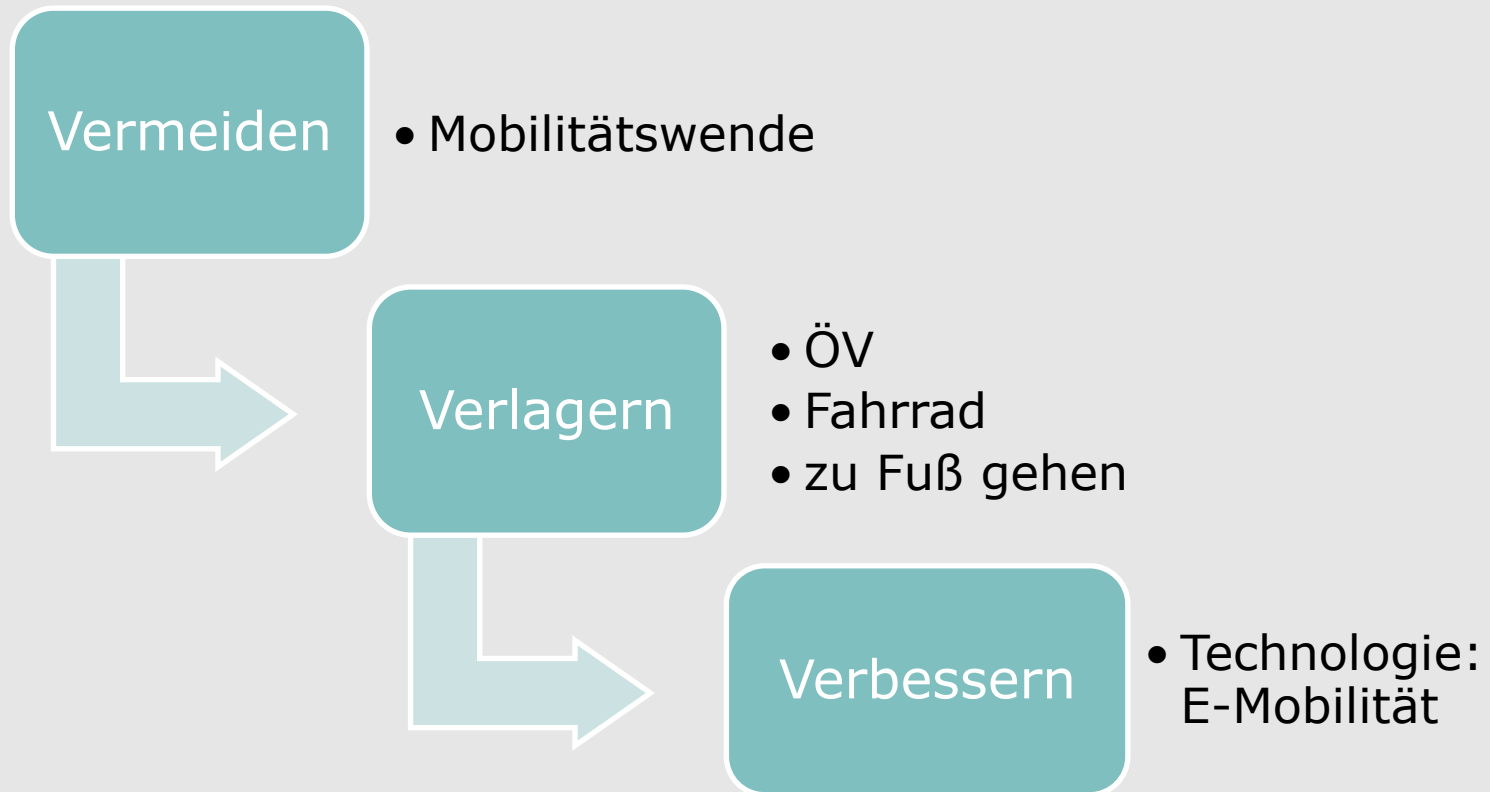 Vermeiden
• Mobilitätswende
Verlagern
• ÖV
• Fahrrad
• zu Fuß gehen
Verbessern
• Technologie:
E-Mobilität